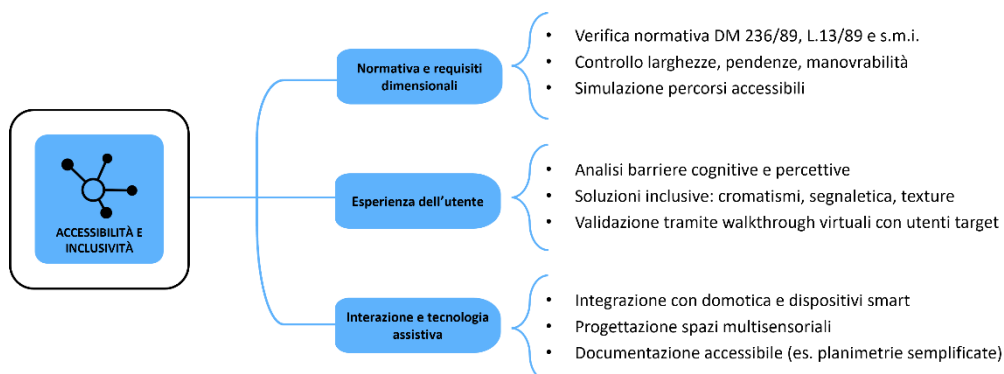 ACCESSIBILITÀ E
INCLUSIVITÀ
Normativa e requisiti
dimensionali
• Verifica normativa DM 236/89, L.13/89 e s.m.i.
• Controllo larghezze, pendenze, manovrabilità
• Simulazione percorsi accessibili
Esperienza dell'utente
• Analisi barriere cognitive e percettive
• Soluzioni inclusive: cromatismi, segnaletica, texture
• Validazione tramite walkthrough virtuali con utenti target
Interazione e tecnologia
assistiva
• Integrazione con domotica e dispositivi smart
• Progettazione spazi multisensoriali
• Documentazione accessibile (es. planimetrie semplificate)